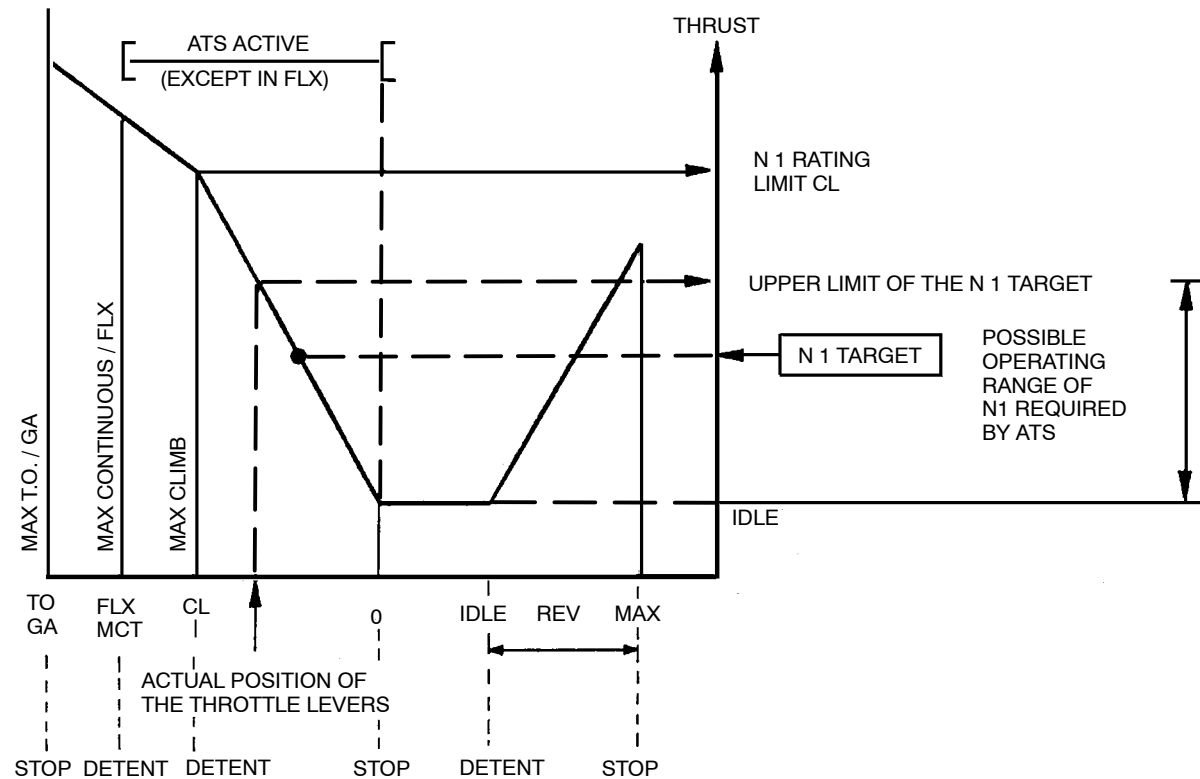 THRUST
ATS ACTIVE
(EXCEPT IN FLX)
N 1 RATING
LIMIT CL
UPPER LIMIT OF THE N 1 TARGET
N 1 TARGET
POSSIBLE
OPERATING
RANGE OF
N1 REQUIRED
BY ATS
IDLE
MAX T.O. / GA
MAX CONTINUOUS / FLX
MAX CLIMB
TO
GA
FLX
MCT
CL
0
IDLE
REV
MAX
ACTUAL POSITION OF
THE THROTTLE LEVERS
STOP
DETENT
DETENT
STOP
DETENT
STOP